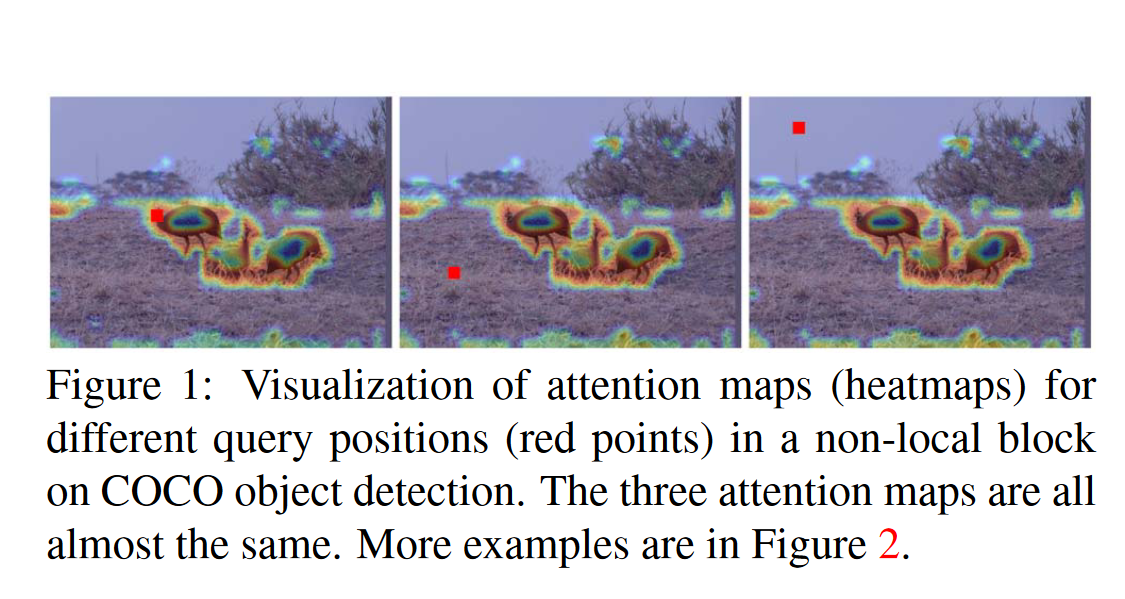 Figure 1: Visualization of attention maps (heatmaps) for
different query positions (red points) in a non-local block
on COCO object detection. The three attention maps are all
almost the same. More examples are in Figure 2.